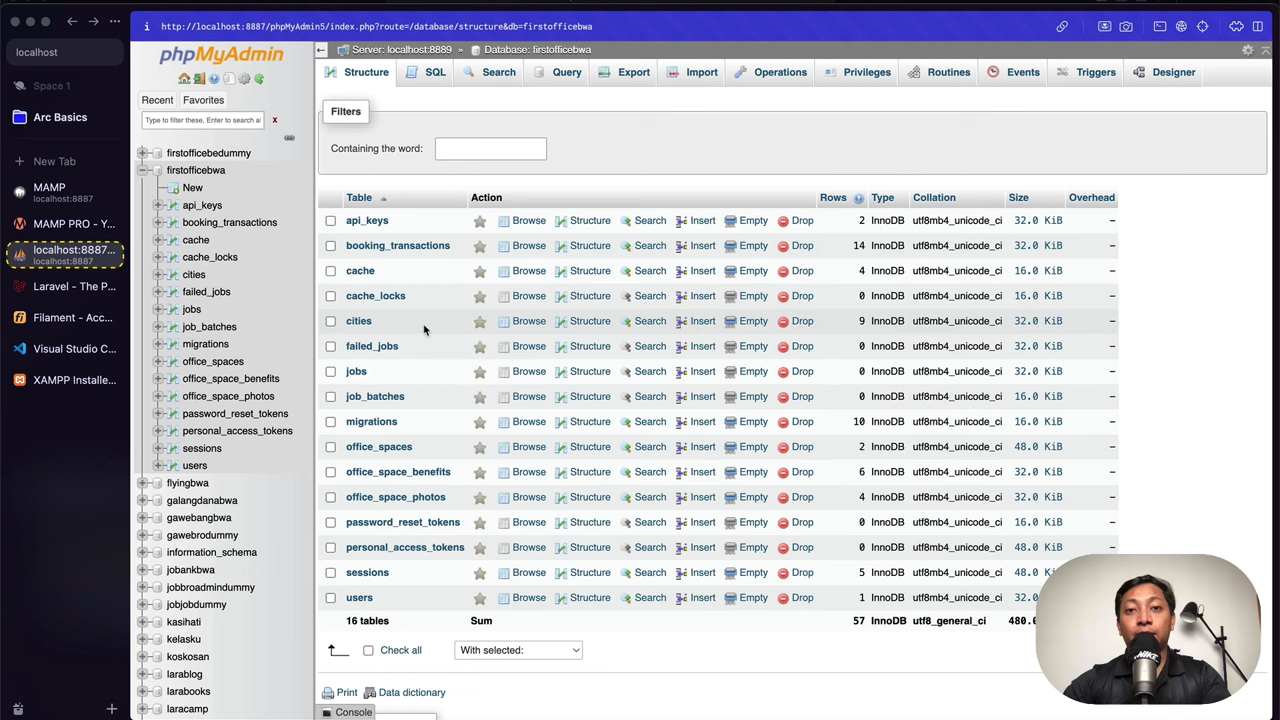 http://localhost:8887/phpMyAdmin5/index.php?route=/database/structure&db=firstofficebwa
localhost
Space 1
Arc Basics
New Tab
MAMP
localhost:8887
MAMP PRO - Y...
localhost:8887...
localhost:8887
Laravel - The P...
Filament - Acc...
Visual Studio C...
XAMPP Installe...
phpMyAdmin
Recent
Favorites
Type to filter these, Enter to search al
x
firstofficebedummy
firstofficebwa
New
api_keys
booking_transactions
cache
cache_locks
cities
failed_jobs
jobs
job_batches
migrations
office_spaces
office_space_benefits
office_space_photos
password_reset_tokens
personal_access_tokens
sessions
users
flyingbwa
galangdanabwa
gawebangbwa
gawebrodummy
information_schema
jobankbwa
jobbroadmindummy
jobjobdummy
kasihati
kelasku
koskosan
larablog
larabooks
laracamp
Server: localhost:8889 » Database: firstofficebwa
Structure SQL Search Query Export Import Operations Privileges Routines Events Triggers Designer
Filters
Containing the word:
Table Action Rows Type Collation Size Overhead
api_keys Browse Structure Search Insert Empty Drop 2 InnoDB utf8mb4_unicode_ci 32.0 KiB –
booking_transactions Browse Structure Search Insert Empty Drop 14 InnoDB utf8mb4_unicode_ci 32.0 KiB –
cache Browse Structure Search Insert Empty Drop 4 InnoDB utf8mb4_unicode_ci 16.0 KiB –
cache_locks Browse Structure Search Insert Empty Drop 0 InnoDB utf8mb4_unicode_ci 16.0 KiB –
cities Browse Structure Search Insert Empty Drop 9 InnoDB utf8mb4_unicode_ci 32.0 KiB –
failed_jobs Browse Structure Search Insert Empty Drop 0 InnoDB utf8mb4_unicode_ci 32.0 KiB –
jobs Browse Structure Search Insert Empty Drop 0 InnoDB utf8mb4_unicode_ci 32.0 KiB –
job_batches Browse Structure Search Insert Empty Drop 0 InnoDB utf8mb4_unicode_ci 16.0 KiB –
migrations Browse Structure Search Insert Empty Drop 10 InnoDB utf8mb4_unicode_ci 16.0 KiB –
office_spaces Browse Structure Search Insert Empty Drop 2 InnoDB utf8mb4_unicode_ci 48.0 KiB –
office_space_benefits Browse Structure Search Insert Empty Drop 6 InnoDB utf8mb4_unicode_ci 32.0 KiB –
office_space_photos Browse Structure Search Insert Empty Drop 4 InnoDB utf8mb4_unicode_ci 32.0 KiB –
password_reset_tokens Browse Structure Search Insert Empty Drop 0 InnoDB utf8mb4_unicode_ci 16.0 KiB –
personal_access_tokens Browse Structure Search Insert Empty Drop 0 InnoDB utf8mb4_unicode_ci 48.0 KiB –
sessions Browse Structure Search Insert Empty Drop 5 InnoDB utf8mb4_unicode_ci 48.0 KiB –
users Browse Structure Search Insert Empty Drop 1 InnoDB utf8mb4_unicode_ci 32.0
16 tables Sum 57 InnoDB utf8_general_ci 480.0
Check all With selected:
Print Data dictionary
Console
NIKE